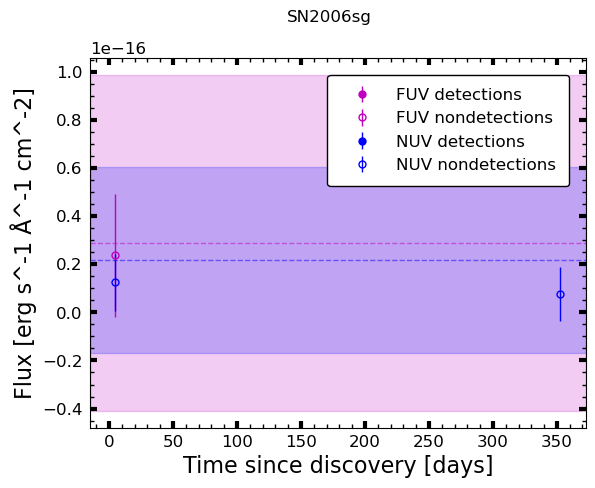 SN2006sg
1e−16
1.0
0.8
0.6
0.4
0.2
0.0
−0.2
−0.4
Flux [erg s^-1 Å^-1 cm^-2]
FUV detections
FUV nondetections
NUV detections
NUV nondetections
0 50 100 150 200 250 300 350
Time since discovery [days]